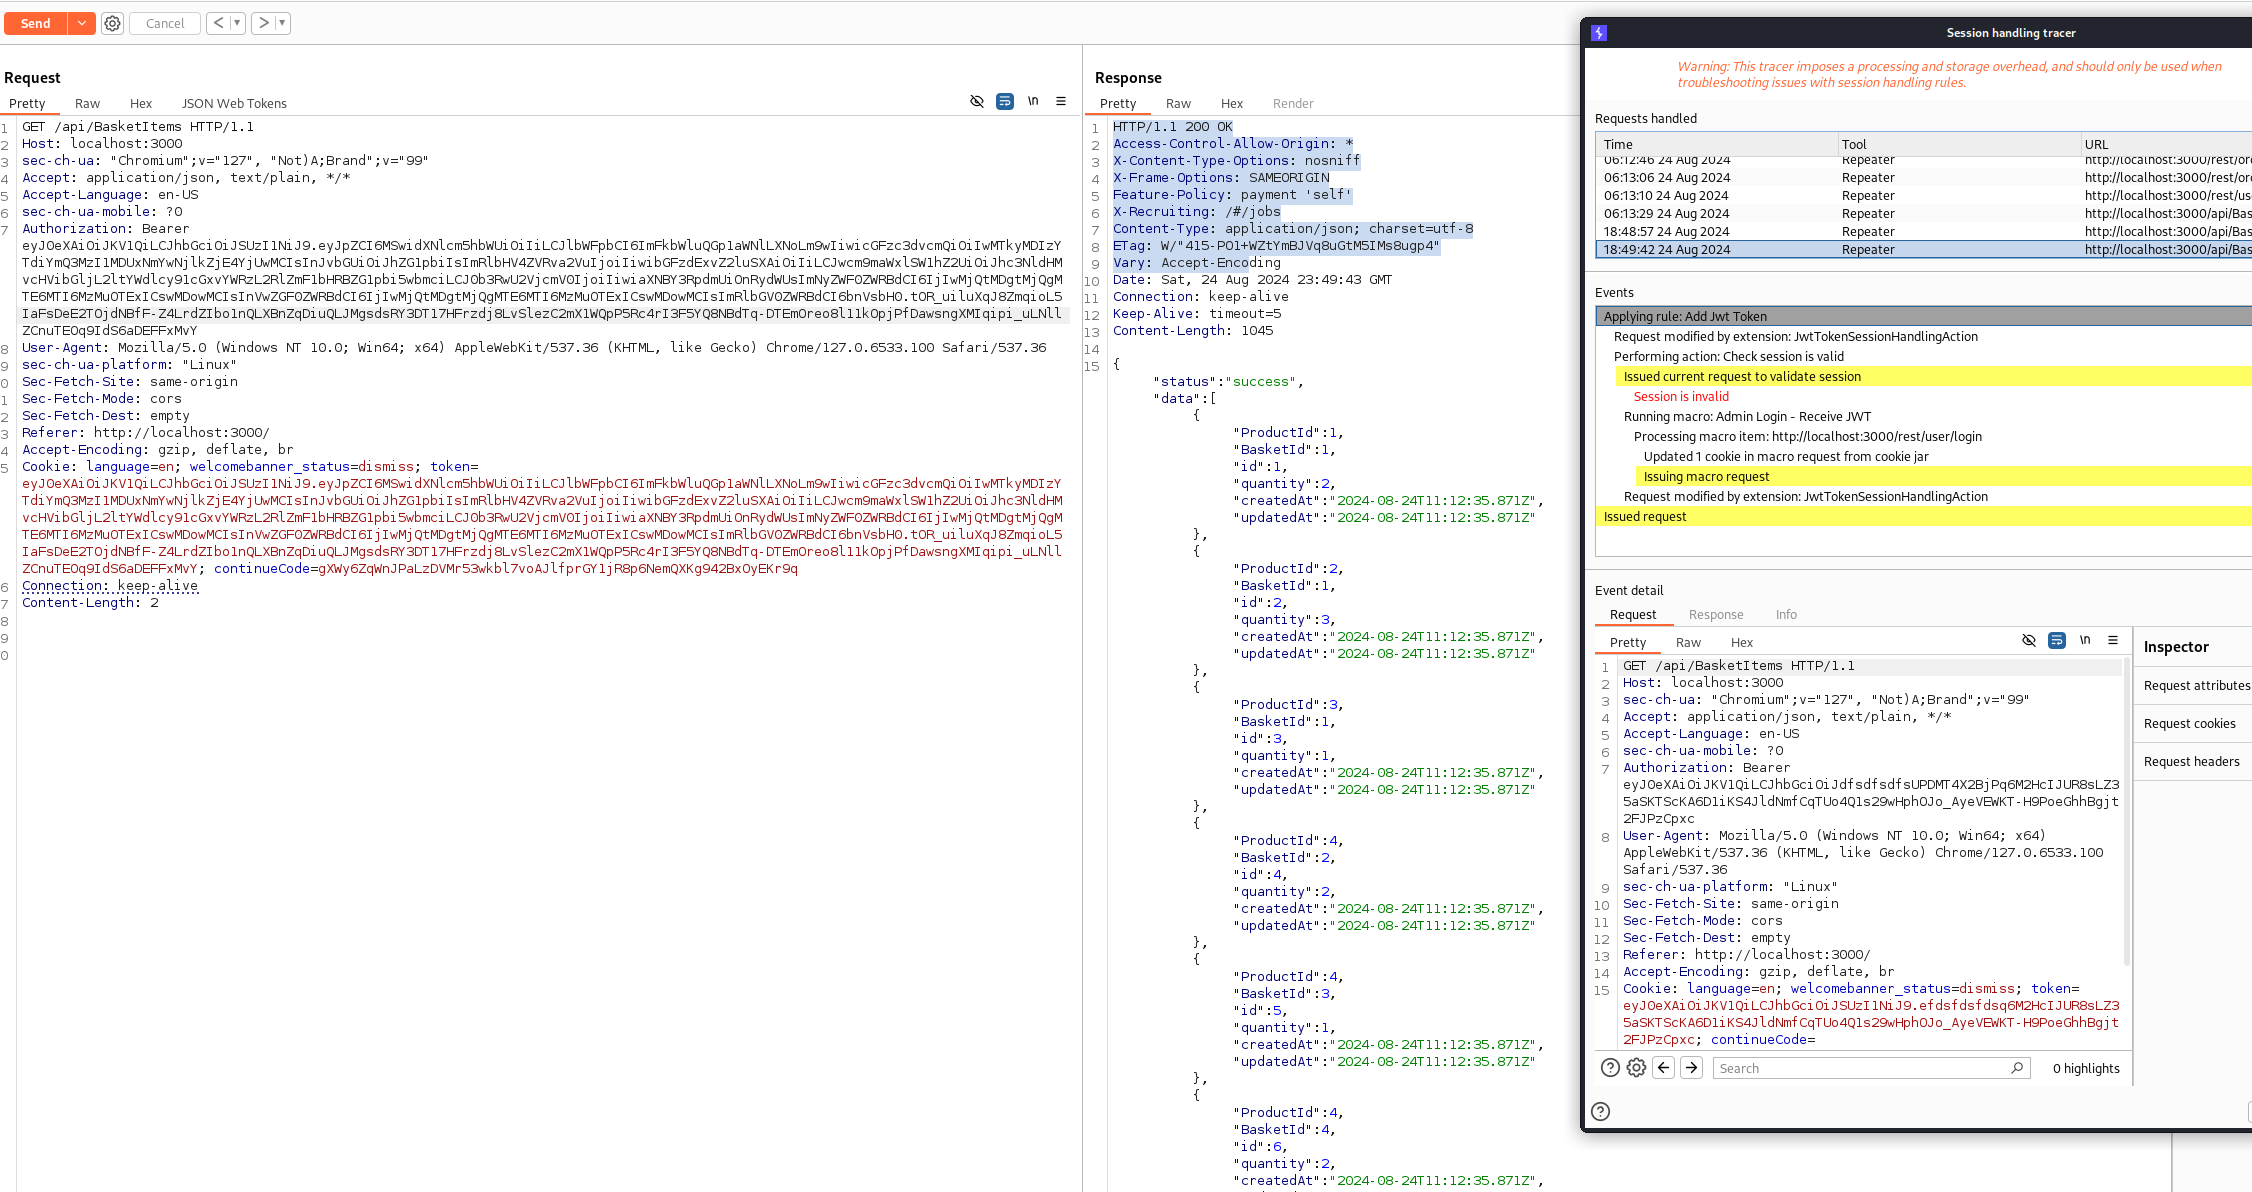 Send
Cancel
Request
Pretty Raw Hex JSON Web Tokens
\n
1 GET /api/BasketItems HTTP/1.1
2 Host: localhost:3000
3 sec-ch-ua: "Chromium";v="127", "Not)A;Brand";v="99"
4 Accept: application/json, text/plain, */*
5 Accept-Language: en-US
6 sec-ch-ua-mobile: ?0
7 Authorization: Bearer
8 User-Agent: Mozilla/5.0 (Windows NT 10.0; Win64; x64) AppleWebKit/537.36 (KHTML, like Gecko) Chrome/127.0.6533.100 Safari/537.36
9 sec-ch-ua-platform: "Linux"
0 Sec-Fetch-Site: same-origin
1 Sec-Fetch-Mode: cors
2 Sec-Fetch-Dest: empty
3 Referer: http://localhost:3000/
4 Accept-Encoding: gzip, deflate, br
5 Cookie: language=en; welcomebanner_status=dismiss; token=
6 Connection: keep-alive
7 Content-Length: 2
8
9
0
Response
Pretty Raw Hex Render
1 HTTP/1.1 200 OK
2 Access-Control-Allow-Origin: *
3 X-Content-Type-Options: nosniff
4 X-Frame-Options: SAMEORIGIN
5 Feature-Policy: payment 'self'
6 X-Recruiting: /#/jobs
7 Content-Type: application/json; charset=utf-8
8 ETag: W/"415-PO1+WZtYmBJVq8uGtM5IMs8ugp4"
9 Vary: Accept-Encoding
10 Date: Sat, 24 Aug 2024 23:49:43 GMT
11 Connection: keep-alive
12 Keep-Alive: timeout=5
13 Content-Length: 1045
14
15 {
"status":"success",
"data":[
{
"ProductId":1,
"BasketId":1,
"id":1,
"quantity":2,
"createdAt":"2024-08-24T11:12:35.871Z",
"updatedAt":"2024-08-24T11:12:35.871Z"
},
{
"ProductId":2,
"BasketId":1,
"id":2,
"quantity":3,
"createdAt":"2024-08-24T11:12:35.871Z",
"updatedAt":"2024-08-24T11:12:35.871Z"
},
{
"ProductId":3,
"BasketId":1,
"id":3,
"quantity":1,
"createdAt":"2024-08-24T11:12:35.871Z",
"updatedAt":"2024-08-24T11:12:35.871Z"
},
{
"ProductId":4,
"BasketId":2,
"id":4,
"quantity":2,
"createdAt":"2024-08-24T11:12:35.871Z",
"updatedAt":"2024-08-24T11:12:35.871Z"
},
{
"ProductId":4,
"BasketId":3,
"id":5,
"quantity":1,
"createdAt":"2024-08-24T11:12:35.871Z",
"updatedAt":"2024-08-24T11:12:35.871Z"
},
{
"ProductId":4,
"BasketId":4,
"id":6,
"quantity":2,
"createdAt":"2024-08-24T11:12:35.871Z",
Session handling tracer
Warning: This tracer imposes a processing and storage overhead, and should only be used when
troubleshooting issues with session handling rules.
Requests handled
Time Tool URL
06:12:46 24 Aug 2024 Repeater http://localhost:3000/rest/or
06:13:06 24 Aug 2024 Repeater http://localhost:3000/rest/or
06:13:10 24 Aug 2024 Repeater http://localhost:3000/rest/us
06:13:29 24 Aug 2024 Repeater http://localhost:3000/api/Bas
18:48:57 24 Aug 2024 Repeater http://localhost:3000/api/Bas
18:49:42 24 Aug 2024 Repeater http://localhost:3000/api/Bas
Events
Applying rule: Add Jwt Token
Request modified by extension: JwtTokenSessionHandlingAction
Performing action: Check session is valid
Issued current request to validate session
Session is invalid
Running macro: Admin Login - Receive JWT
Processing macro item: http://localhost:3000/rest/user/login
Updated 1 cookie in macro request from cookie jar
Issuing macro request
Request modified by extension: JwtTokenSessionHandlingAction
Issued request
Event detail
Request Response Info
Pretty Raw Hex
\n
1 GET /api/BasketItems HTTP/1.1
2 Host: localhost:3000
3 sec-ch-ua: "Chromium";v="127", "Not)A;Brand";v="99"
4 Accept: application/json, text/plain, */*
5 Accept-Language: en-US
6 sec-ch-ua-mobile: ?0
7 Authorization: Bearer
8 User-Agent: Mozilla/5.0 (Windows NT 10.0; Win64; x64)
AppleWebKit/537.36 (KHTML, like Gecko) Chrome/127.0.6533.100
Safari/537.36
9 sec-ch-ua-platform: "Linux"
10 Sec-Fetch-Site: same-origin
11 Sec-Fetch-Mode: cors
12 Sec-Fetch-Dest: empty
13 Referer: http://localhost:3000/
14 Accept-Encoding: gzip, deflate, br
15 Cookie: language=en; welcomebanner_status=dismiss; token=
2FJPzCpxc; continueCode=
Search
0 highlights
Inspector
Request attributes
Request cookies
Request headers